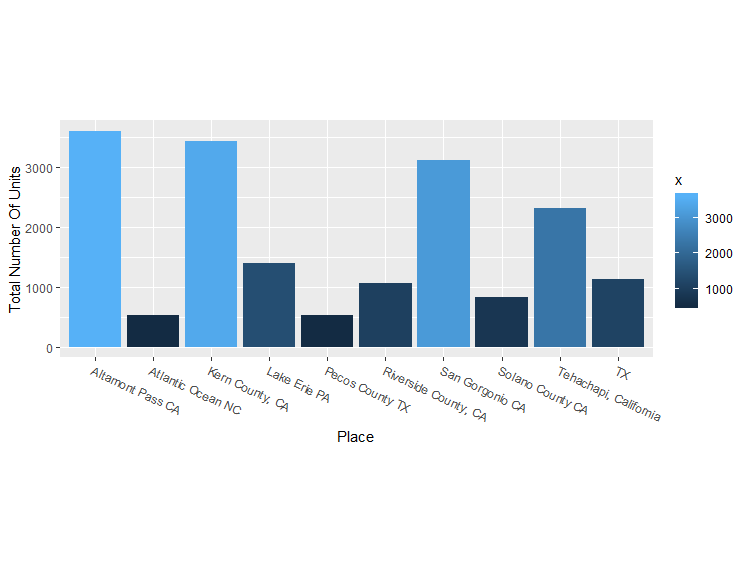 Total Number Of Units
3000
2000
1000
0
Altamont Pass CA
Atlantic Ocean NC
Kern County, CA
Lake Erie PA
Pecos County TX
Riverside County, CA
San Gorgonio CA
Solano County CA
Tehachapi, California
TX
Place
x
3000
2000
1000